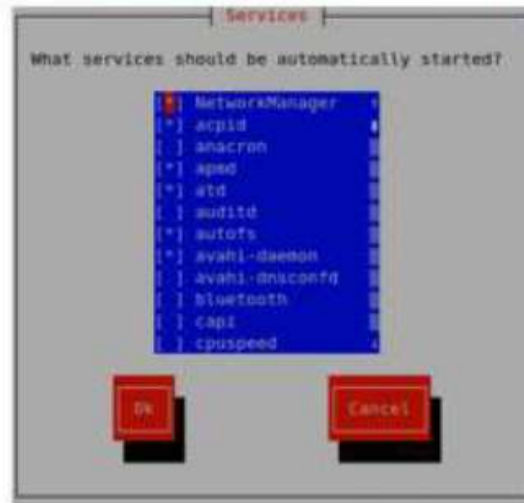 Services
What services should be automatically started?
[*] NetworkManager
[*] acpid
[ ] anacron
[*] apmd
[*] atd
[ ] auditd
[*] autofs
[*] avahi-daemon
[ ] avahi-dnsconfd
[ ] bluetooth
[ ] capi
[ ] cpuspeed
Ok
Cancel